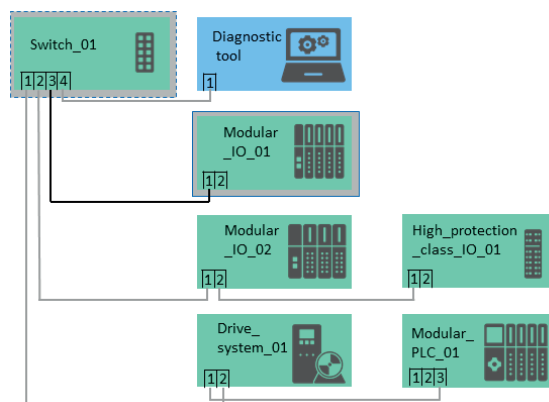 Switch_01
1 2 3 4
Diagnostic
tool
1
Modular
_IO_01
1 2
Modular
_IO_02
1 2
High_protection
_class_IO_01
1 2
Drive_
system_01
1 2
Modular_
PLC_01
1 2 3